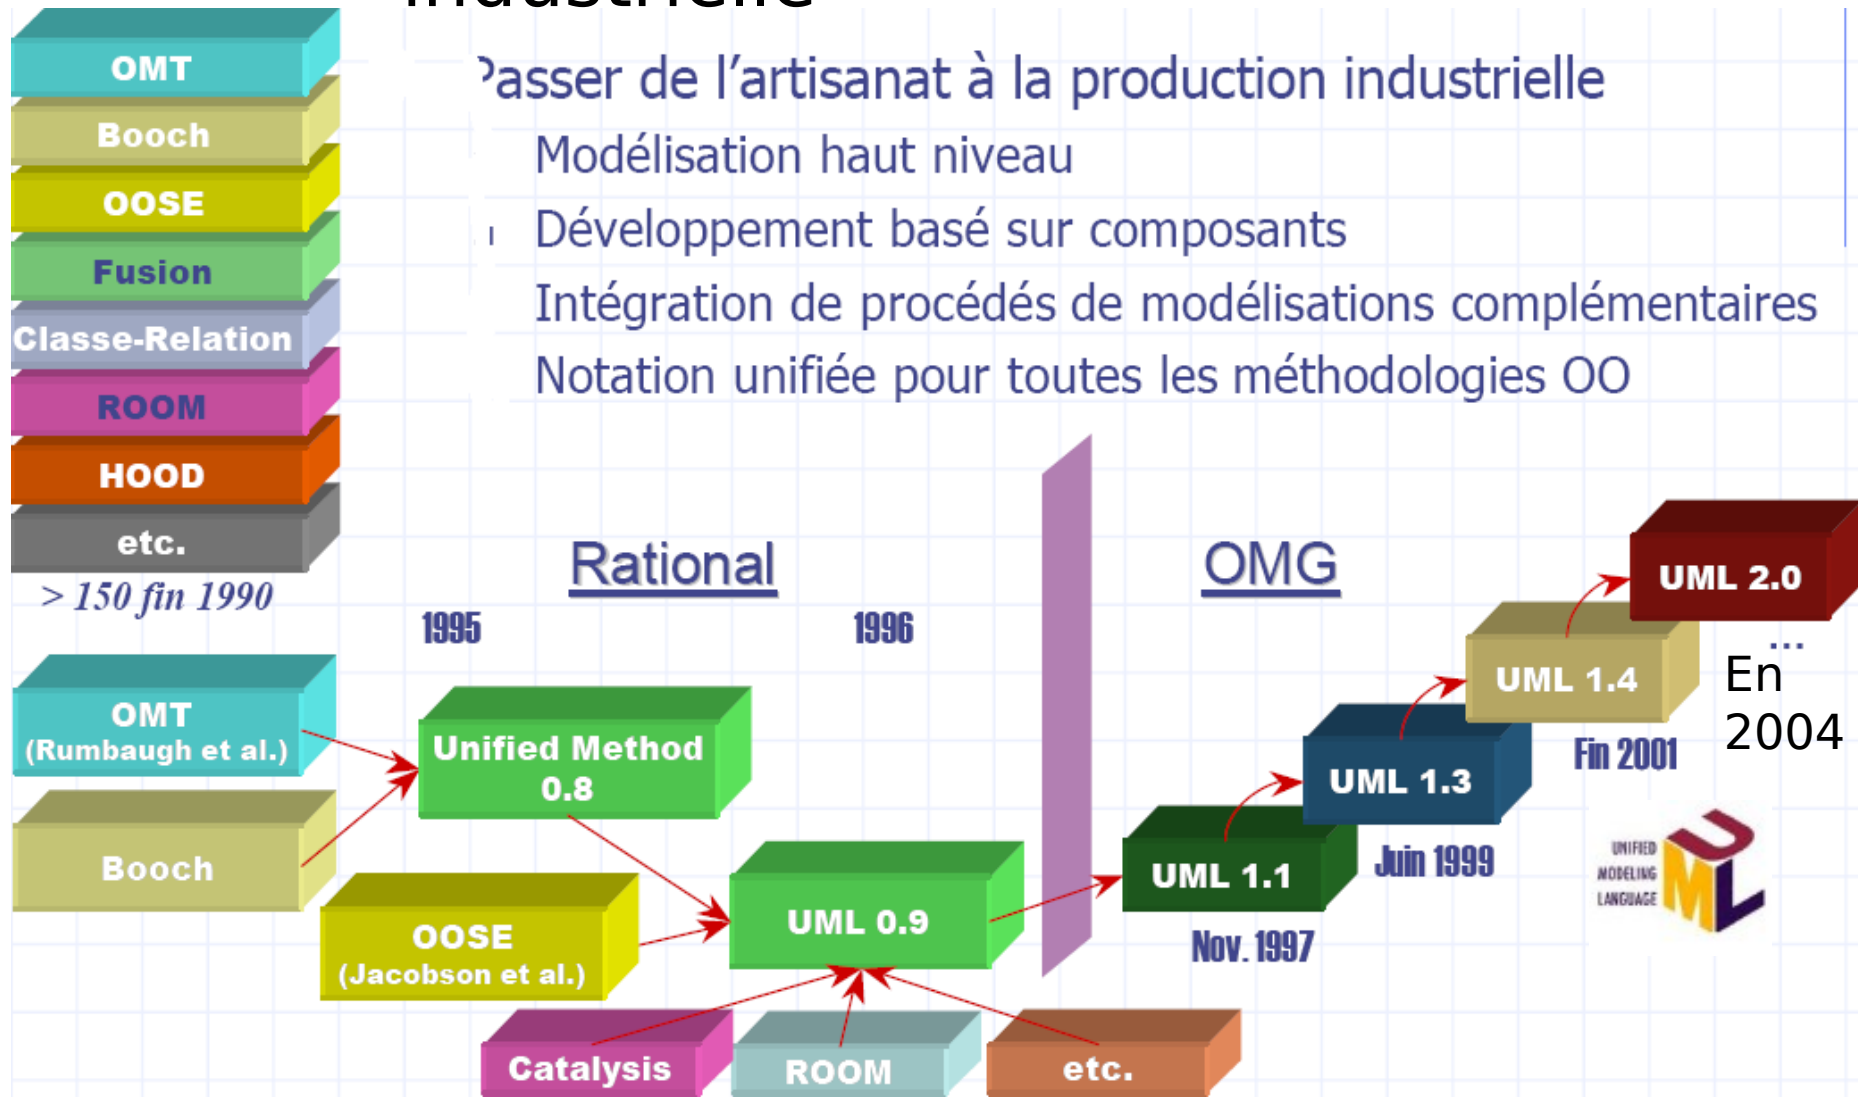 industrielle
Passer de l’artisanat à la production industrielle
Modélisation haut niveau
Développement basé sur composants
Intégration de procédés de modélisations complémentaires
Notation unifiée pour toutes les méthodologies OO
OMT
Booch
OOSE
Fusion
Classe-Relation
ROOM
HOOD
etc.
> 150 fin 1990
Rational
OMG
1995
1996
OMT
(Rumbaugh et al.)
Booch
Unified Method
0.8
OOSE
(Jacobson et al.)
UML 0.9
Catalysis
ROOM
etc.
UML 1.1
Nov. 1997
UML 1.3
Juin 1999
UML 1.4
Fin 2001
UML 2.0
...
En
2004
UNIFIED
MODELING
LANGUAGE
UML